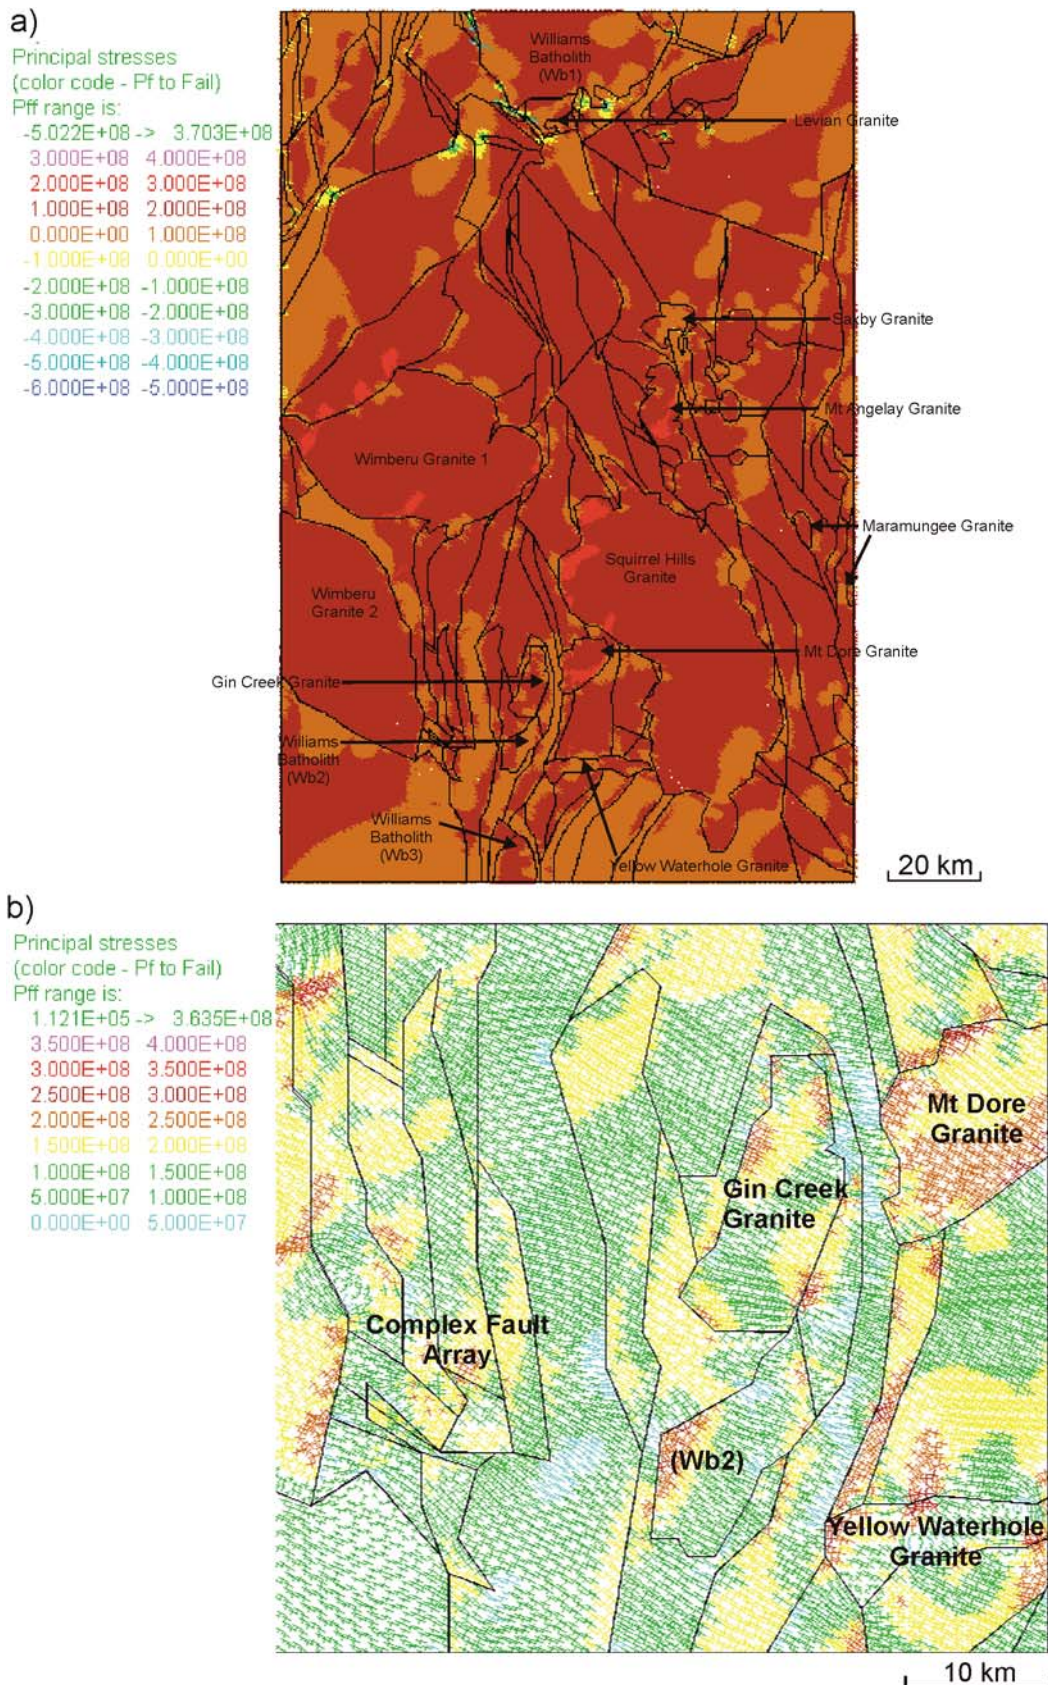 a)
Principal stresses
(color code - Pf to Fail)
Pff range is:
-5.022E+08 -> 3.703E+08
3.000E+08 4.000E+08
2.000E+08 3.000E+08
1.000E+08 2.000E+08
0.000E+00 1.000E+08
-1.000E+08 0.000E+00
-2.000E+08 -1.000E+08
-3.000E+08 -2.000E+08
-4.000E+08 -3.000E+08
-5.000E+08 -4.000E+08
-6.000E+08 -5.000E+08
Williams
Batholith
(Wb1)
Levian Granite
Saxby Granite
Mt Angelay Granite
Wimberu Granite 1
Maramungee Granite
Squirrel Hills
Granite
Wimberu
Granite 2
Mt Dore Granite
Gin Creek Granite
Williams
Batholith
(Wb2)
Williams
Batholith
(Wb3)
Yellow Waterhole Granite
20 km
b)
Principal stresses
(color code - Pf to Fail)
Pff range is:
1.121E+05 -> 3.635E+08
3.500E+08 4.000E+08
3.000E+08 3.500E+08
2.500E+08 3.000E+08
2.000E+08 2.500E+08
1.500E+08 2.000E+08
1.000E+08 1.500E+08
5.000E+07 1.000E+08
0.000E+00 5.000E+07
Mt Dore
Granite
Gin Creek
Granite
Complex Fault
Array
(Wb2)
Yellow Waterhole
Granite
10 km